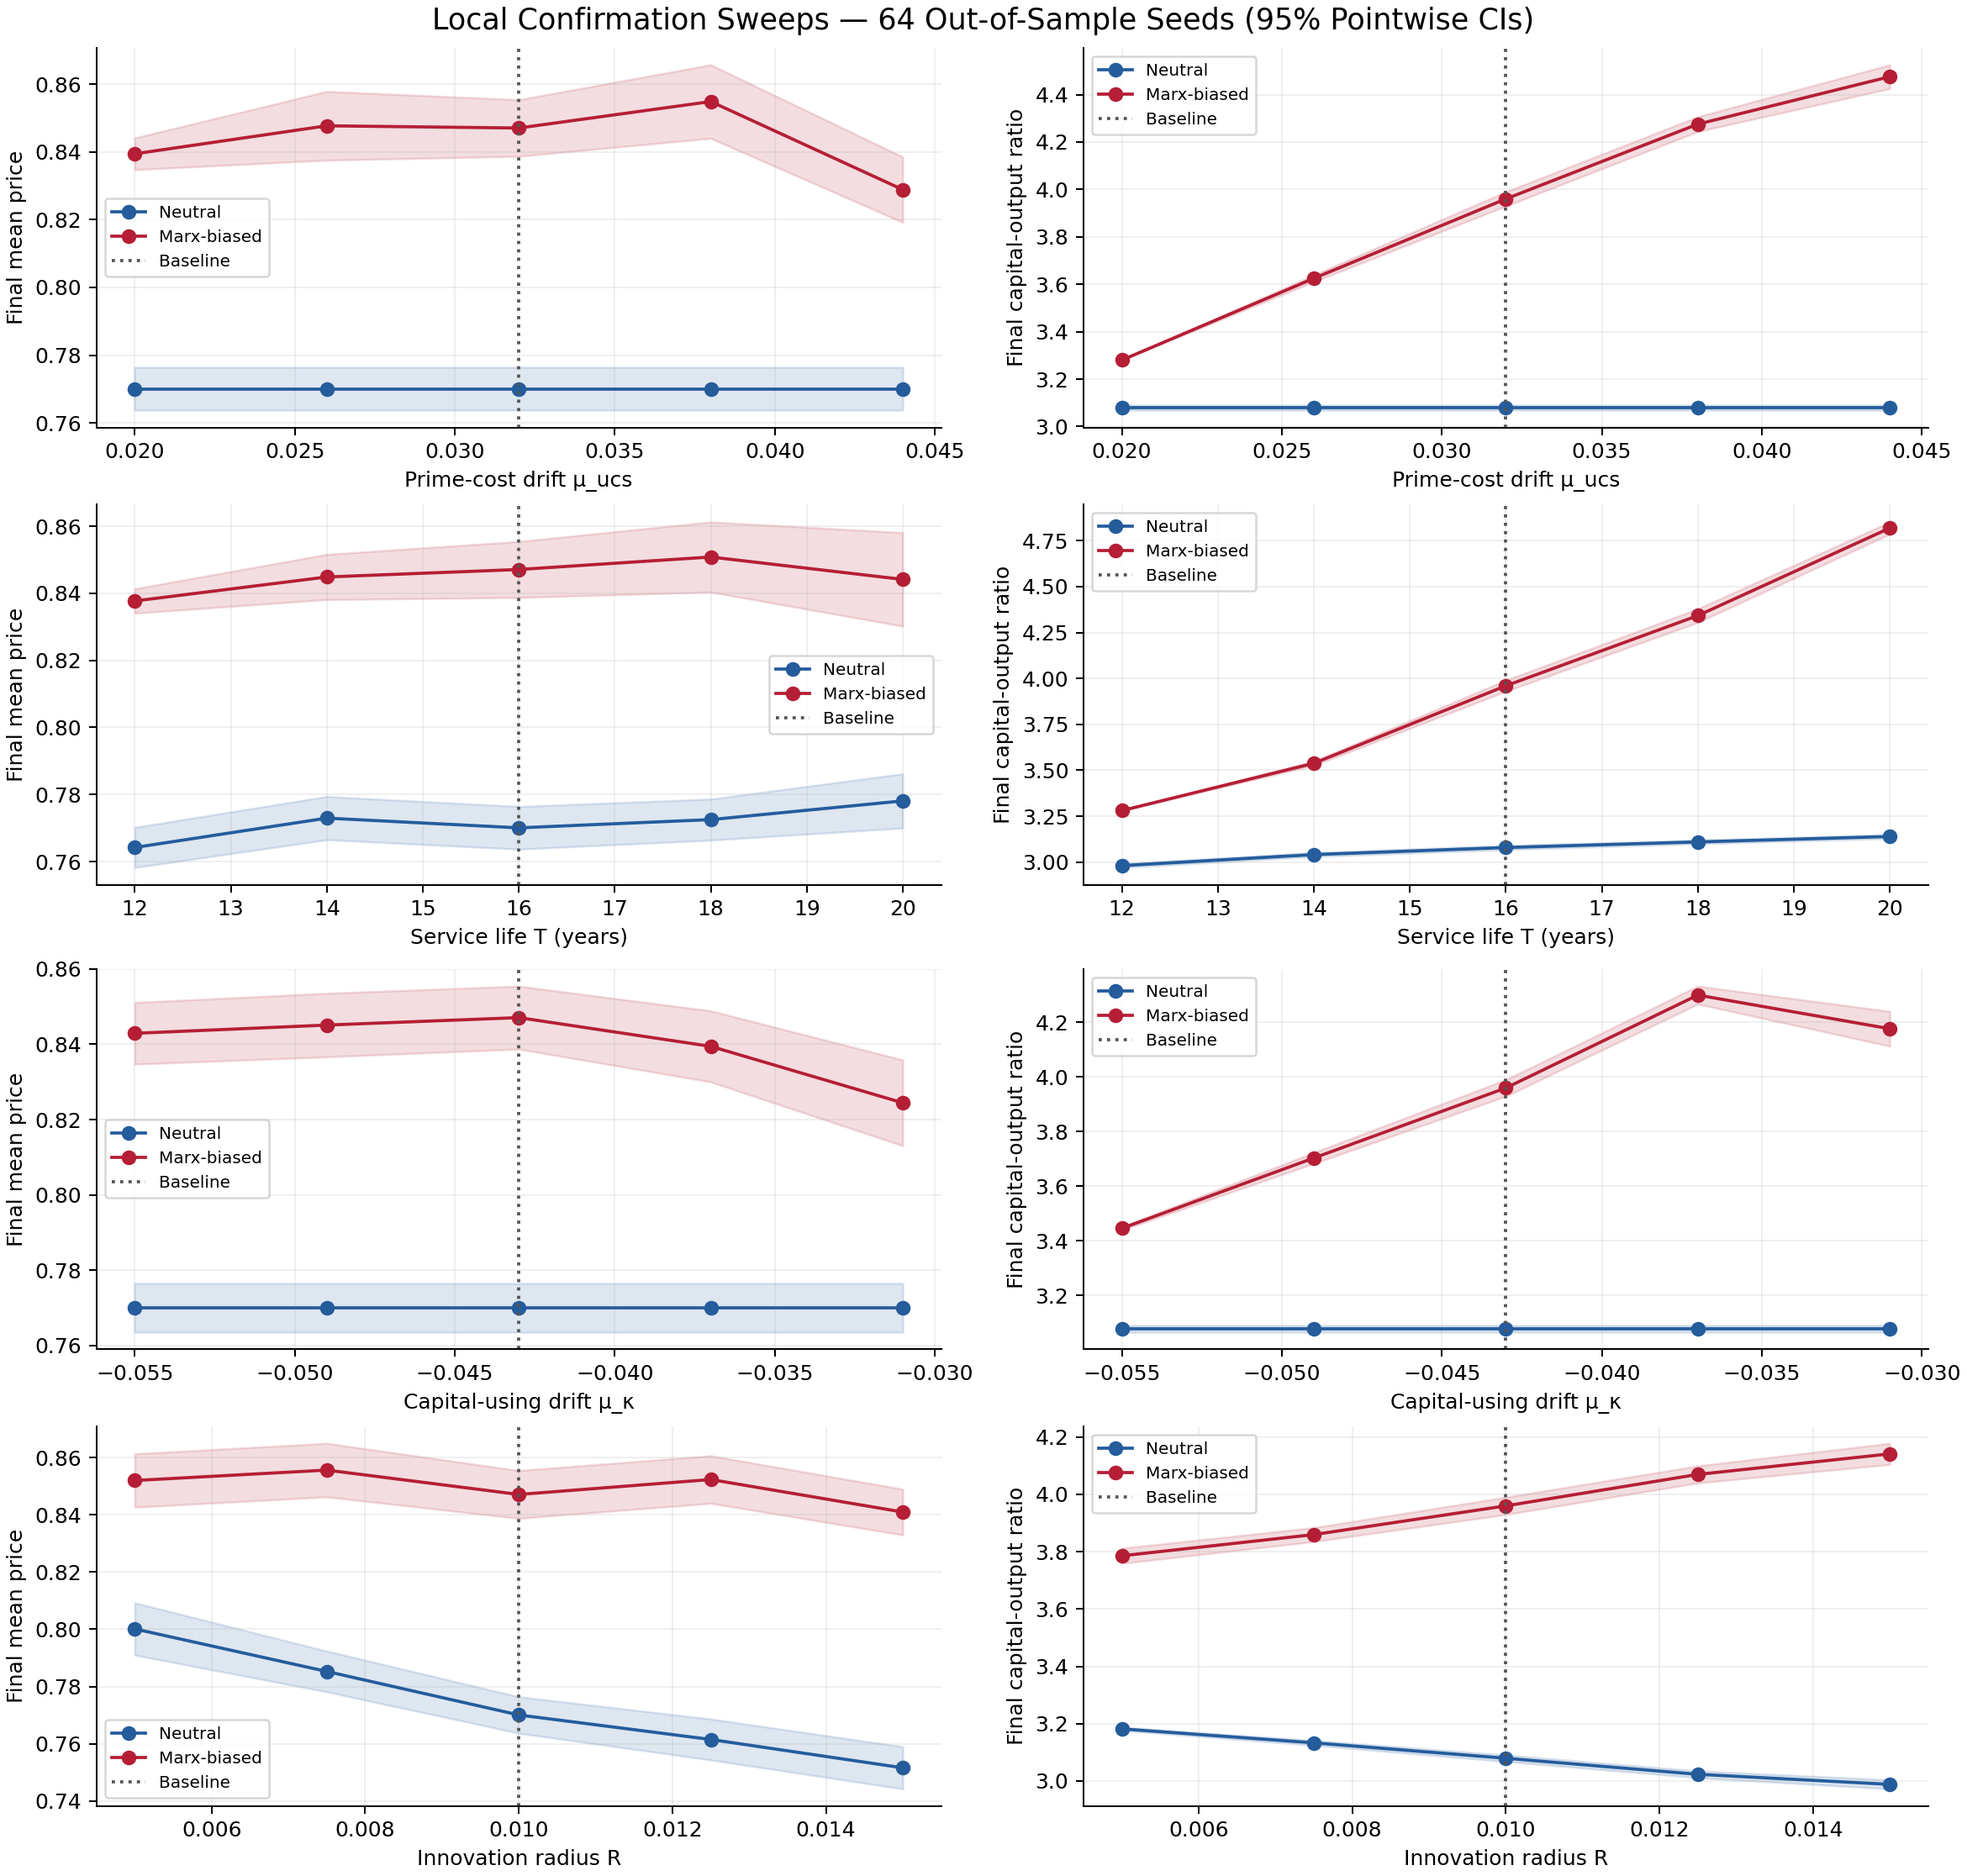 Local Confirmation Sweeps — 64 Out-of-Sample Seeds (95% Pointwise CIs)
Final mean price
0.86
0.84
0.82
0.80
0.78
0.76
Neutral
Marx-biased
Baseline
0.020 0.025 0.030 0.035 0.040 0.045
Prime-cost drift μ_ucs
Final capital-output ratio
4.4
4.2
4.0
3.8
3.6
3.4
3.2
3.0
Neutral
Marx-biased
Baseline
0.020 0.025 0.030 0.035 0.040 0.045
Prime-cost drift μ_ucs
Final mean price
0.86
0.84
0.82
0.80
0.78
0.76
Neutral
Marx-biased
Baseline
12 13 14 15 16 17 18 19 20
Service life T (years)
Final capital-output ratio
4.75
4.50
4.25
4.00
3.75
3.50
3.25
3.00
Neutral
Marx-biased
Baseline
12 13 14 15 16 17 18 19 20
Service life T (years)
Final mean price
0.86
0.84
0.82
0.80
0.78
0.76
Neutral
Marx-biased
Baseline
−0.055 −0.050 −0.045 −0.040 −0.035 −0.030
Capital-using drift μ_κ
Final capital-output ratio
4.2
4.0
3.8
3.6
3.4
3.2
Neutral
Marx-biased
Baseline
−0.055 −0.050 −0.045 −0.040 −0.035 −0.030
Capital-using drift μ_κ
Final mean price
0.86
0.84
0.82
0.80
0.78
0.76
0.74
Neutral
Marx-biased
Baseline
0.006 0.008 0.010 0.012 0.014
Innovation radius R
Final capital-output ratio
4.2
4.0
3.8
3.6
3.4
3.2
3.0
Neutral
Marx-biased
Baseline
0.006 0.008 0.010 0.012 0.014
Innovation radius R